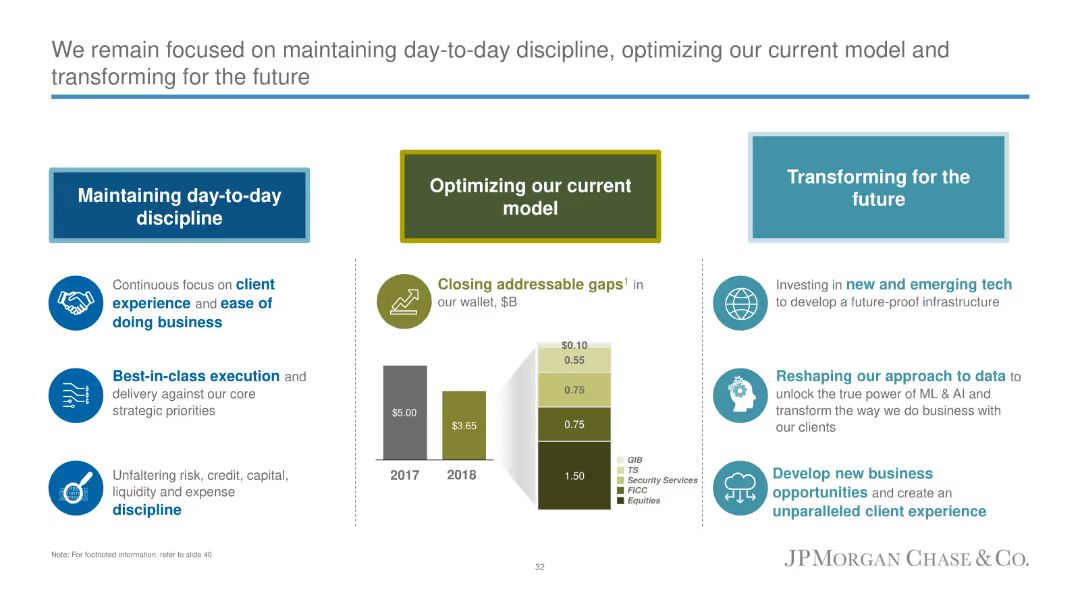 We remain focused on maintaining day-to-day discipline, optimizing our current model and
transforming for the future
Maintaining day-to-day
discipline
Continuous focus on client
experience and ease of
doing business
Best-in-class execution and
delivery against our core
strategic priorities
Unfaltering risk, credit, capital,
liquidity and expense
discipline
Optimizing our current
model
Closing addressable gaps¹ in
our wallet, $B
$5.00
$3.65
2017
2018
$0.10
0.55
0.75
0.75
1.50
GIB
TS
Security Services
FICC
Equities
Transforming for the
future
Investing in new and emerging tech
to develop a future-proof infrastructure
Reshaping our approach to data to
unlock the true power of ML & AI and
transform the way we do business with
our clients
Develop new business
opportunities and create an
unparalleled client experience
Note: For footnoted information, refer to slide 40
32
JPMORGAN CHASE & CO.